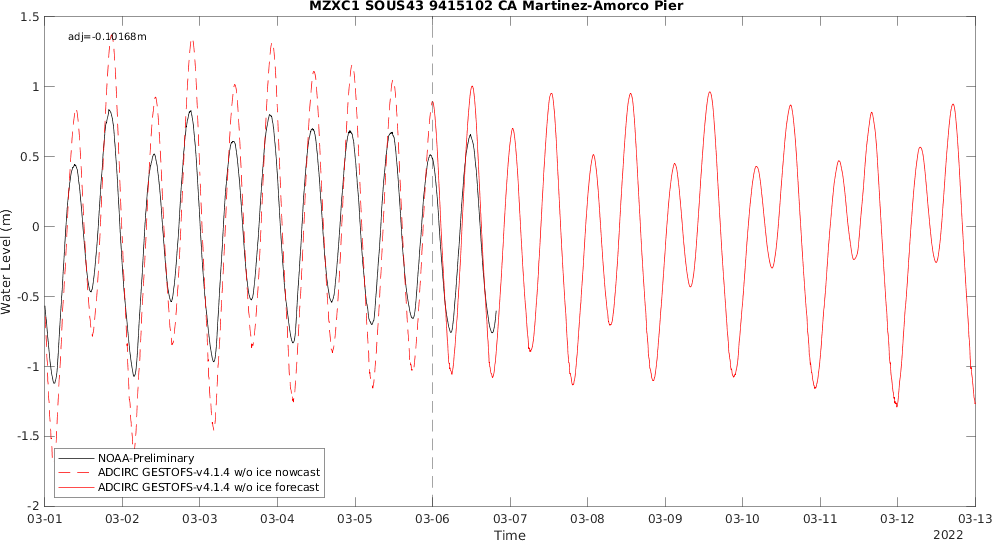 MZXC1 SOUS43 9415102 CA Martinez-Amorco Pier
adj=-0.10168m
Water Level (m)
1.5
1
0.5
0
-0.5
-1
-1.5
-2
NOAA-Preliminary
ADCIRC GESTOFS-v4.1.4 w/o ice nowcast
ADCIRC GESTOFS-v4.1.4 w/o ice forecast
03-01 03-02 03-03 03-04 03-05 03-06 03-07 03-08 03-09 03-10 03-11 03-12 03-13
Time
2022